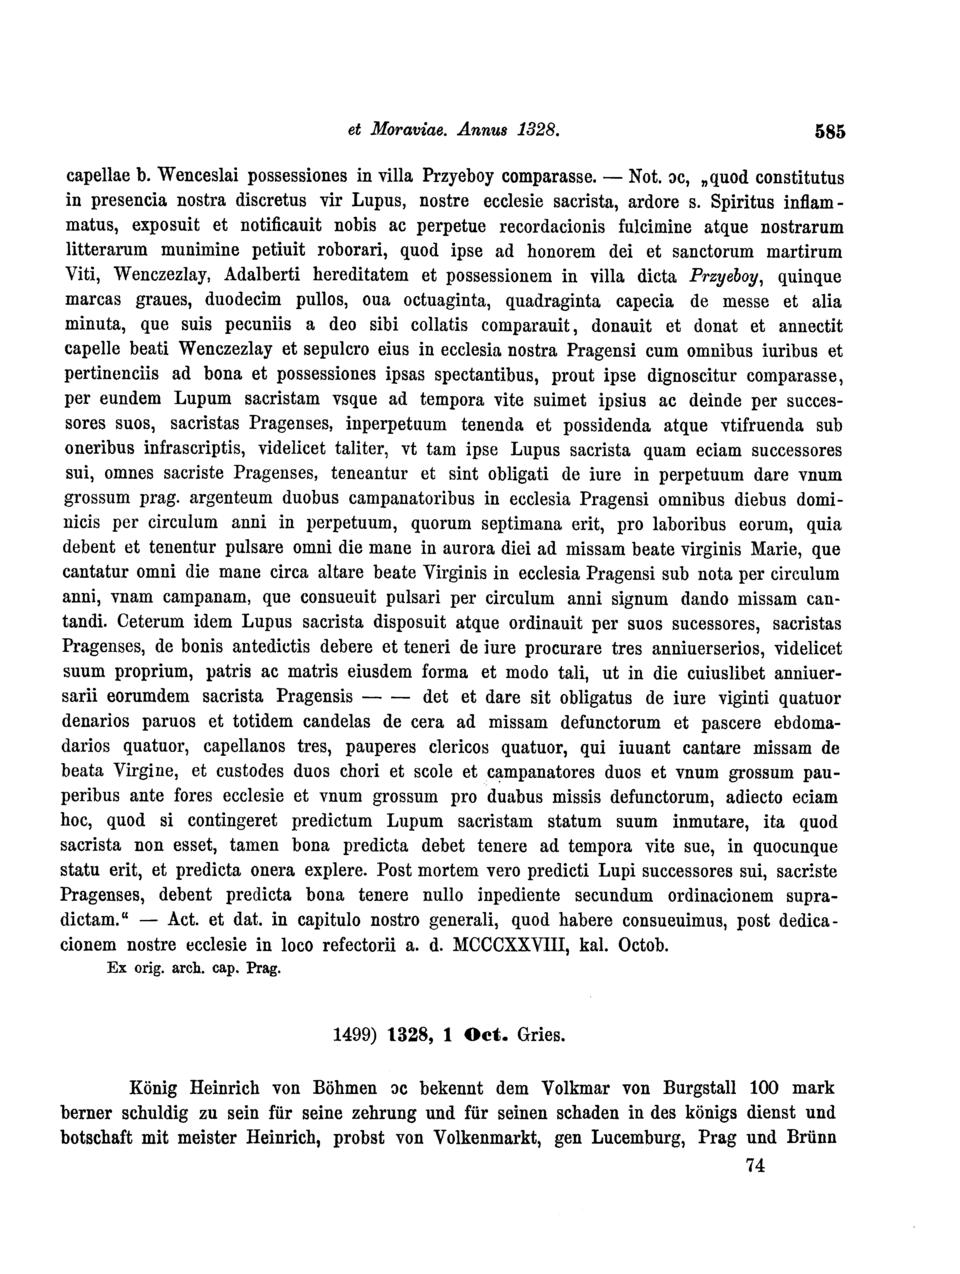 et Moraviae. Annus 1328. 585
capellae b. Wenceslai possessiones in villa Przyeboy comparasse. — Not. ɔc, „quod constitutus
in presencia nostra discretus vir Lupus, nostre ecclesie sacrista, ardore s. Spiritus inflam-
matus, exposuit et notificauit nobis ac perpetue recordacionis fulcimine atque nostrarum
litterarum munimine petiuit roborari, quod ipse ad honorem dei et sanctorum martirum
Viti, Wenczezlay, Adalberti hereditatem et possessionem in villa dicta Przyeboy, quinque
marcas graues, duodecim pullos, oua octuaginta, quadraginta capecia de messe et alia
minuta, que suis pecuniis a deo sibi collatis comparauit, donauit et donat et annectit
capelle beati Wenczezlay et sepulcro eius in ecclesia nostra Pragensi cum omnibus iuribus et
pertinenciis ad bona et possessiones ipsas spectantibus, prout ipse dignoscitur comparasse,
per eundem Lupum sacristam vsque ad tempora vite suimet ipsius ac deinde per succes-
sores suos, sacristas Pragenses, inperpetuum tenenda et possidenda atque vtifruenda sub
oneribus infrascriptis, videlicet taliter, vt tam ipse Lupus sacrista quam eciam successores
sui, omnes sacriste Pragenses, teneantur et sint obligati de iure in perpetuum dare vnum
grossum prag. argenteum duobus campanatoribus in ecclesia Pragensi omnibus diebus domi-
nicis per circulum anni in perpetuum, quorum septimana erit, pro laboribus eorum, quia
debent et tenentur pulsare omni die mane in aurora diei ad missam beate virginis Marie, que
cantatur omni die mane circa altare beate Virginis in ecclesia Pragensi sub nota per circulum
anni, vnam campanam, que consueuit pulsari per circulum anni signum dando missam can-
tandi. Ceterum idem Lupus sacrista disposuit atque ordinauit per suos sucessores, sacristas
Pragenses, de bonis antedictis debere et teneri de iure procurare tres anniuerserios, videlicet
suum proprium, patris ac matris eiusdem forma et modo tali, ut in die cuiuslibet anniuer-
sarii eorumdem sacrista Pragensis — — det et dare sit obligatus de iure viginti quatuor
denarios paruos et totidem candelas de cera ad missam defunctorum et pascere ebdoma-
darios quatuor, capellanos tres, pauperes clericos quatuor, qui iuuant cantare missam de
beata Virgine, et custodes duos chori et scole et campanatores duos et vnum grossum pau-
peribus ante fores ecclesie et vnum grossum pro duabus missis defunctorum, adiecto eciam
hoc, quod si contingeret predictum Lupum sacristam statum suum inmutare, ita quod
sacrista non esset, tamen bona predicta debet tenere ad tempora vite sue, in quocunque
statu erit, et predicta onera explere. Post mortem vero predicti Lupi successores sui, sacriste
Pragenses, debent predicta bona tenere nullo inpediente secundum ordinacionem supra-
dictam.“ — Act. et dat. in capitulo nostro generali, quod habere consueuimus, post dedica-
cionem nostre ecclesie in loco refectorii a. d. MCCCXXVIII, kal. Octob.
Ex orig. arch. cap. Prag.
1499) 1328, 1 Oct. Gries.
König Heinrich von Böhmen ɔc bekennt dem Volkmar von Burgstall 100 mark
berner schuldig zu sein für seine zehrung und für seinen schaden in des königs dienst und
botschaft mit meister Heinrich, probst von Volkenmarkt, gen Lucemburg, Prag und Brünn
74